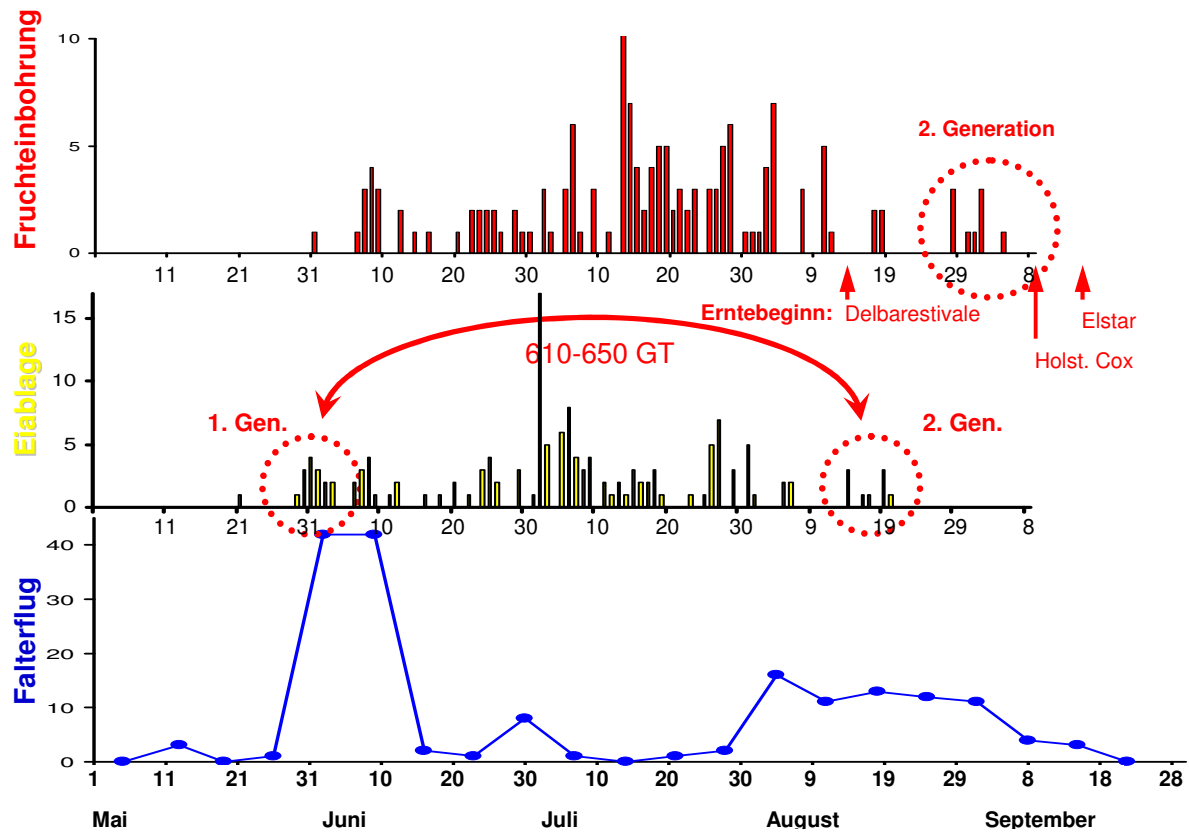 Fruchteinbohrung
10
5
0
11 21 31 10 20 30 10 20 30 9 19 29 8
2. Generation
Erntebeginn: Delbarestivale
Elstar
Holst. Cox
Eiablage
15
10
5
0
610-650 GT
1. Gen.
2. Gen.
21 31 10 20 30 10 20 30 9 19 29 8
11
Falterflug
40
30
20
10
0
1 11 21 31 10 20 30 10 20 30 9 19 29 8 18 28
Mai Juni Juli August September